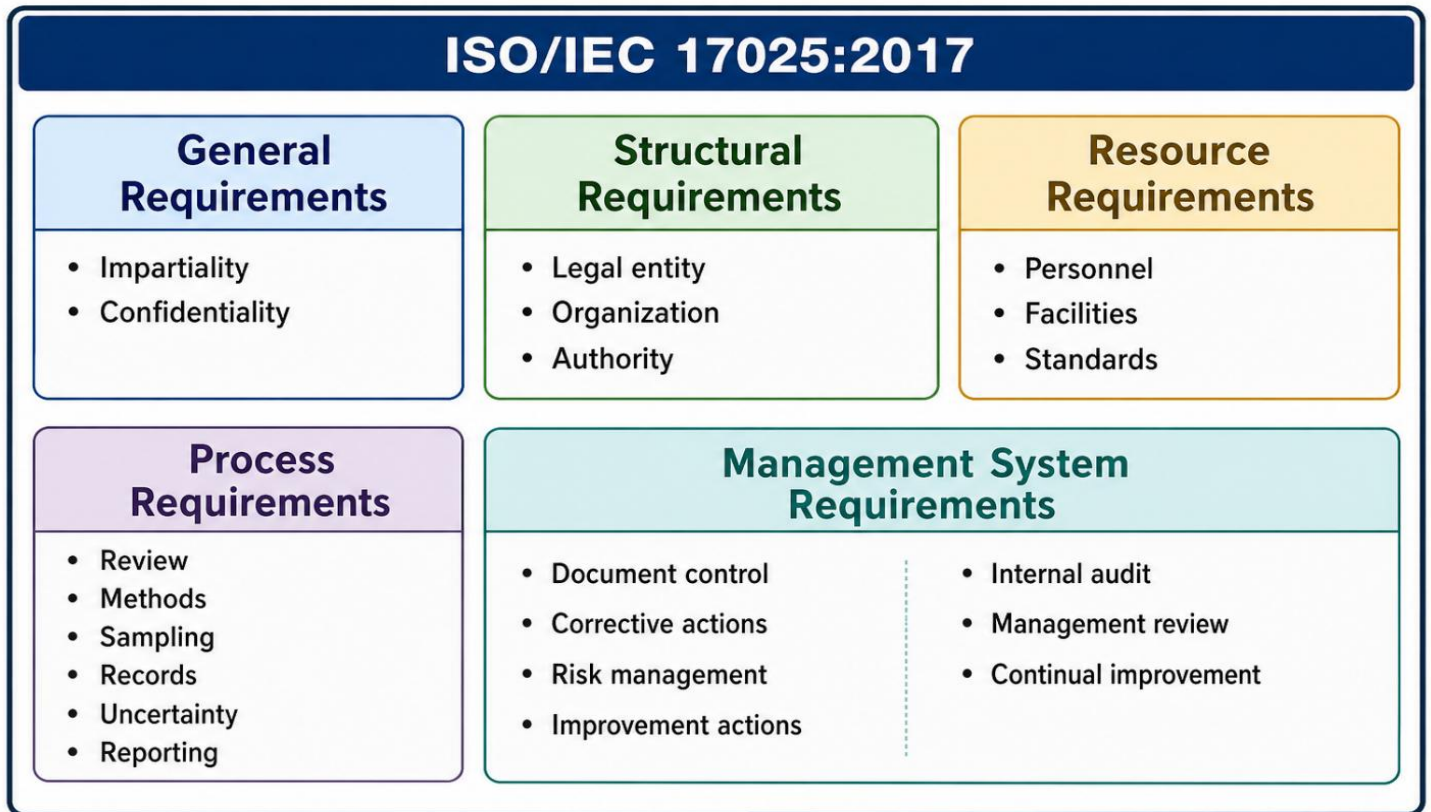 ISO/IEC 17025:2017
General
Requirements
• Impartiality
• Confidentiality
Structural
Requirements
• Legal entity
• Organization
• Authority
Resource
Requirements
• Personnel
• Facilities
• Standards
Process
Requirements
• Review
• Methods
• Sampling
• Records
• Uncertainty
• Reporting
Management System
Requirements
• Document control
• Corrective actions
• Risk management
• Improvement actions
• Internal audit
• Management review
• Continual improvement